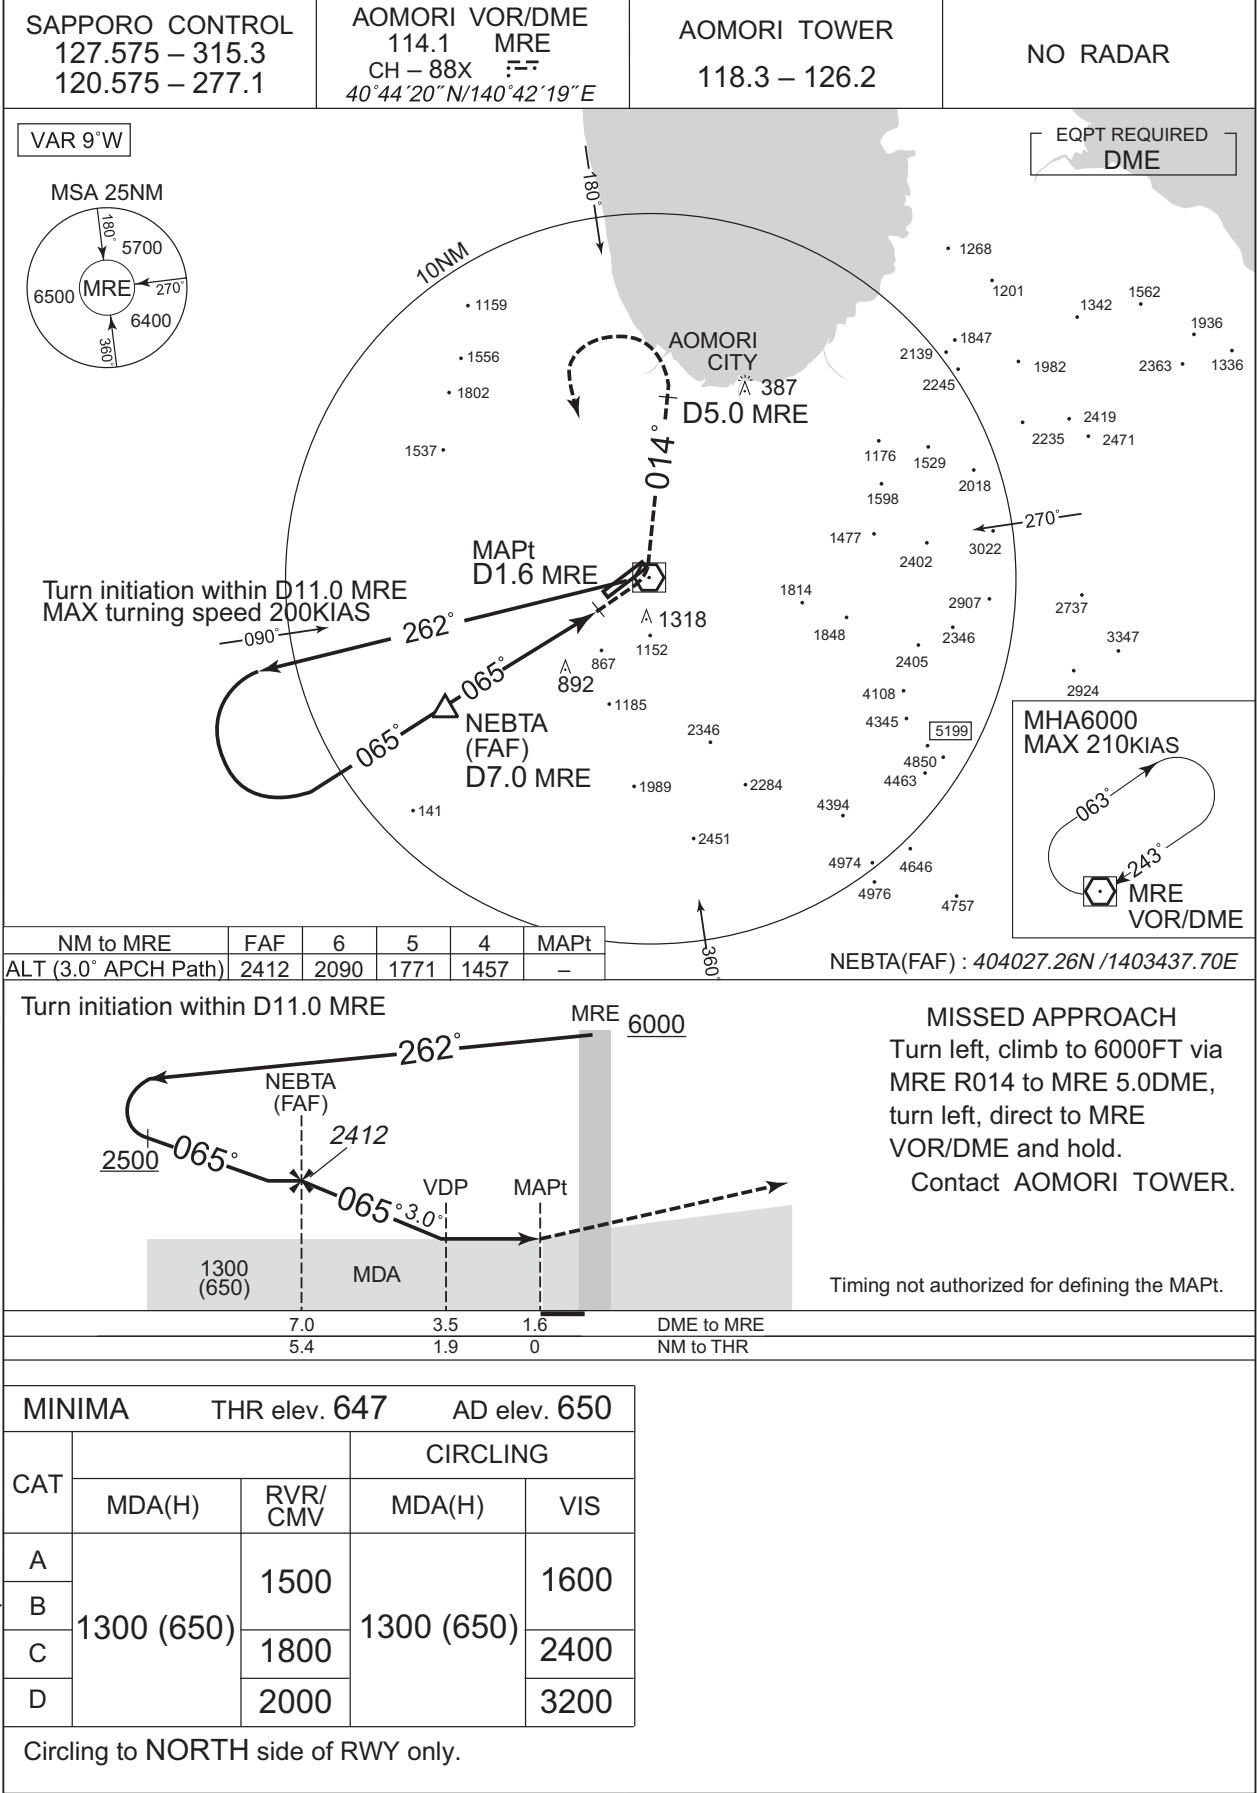 SAPPORO CONTROL
127.575 – 315.3
120.575 – 277.1
AOMORI VOR/DME
114.1 MRE
CH – 88X
40°44´20˝N/140°42´19˝E
AOMORI TOWER
118.3 – 126.2
NO RADAR
VAR 9°W
EQPT REQUIRED
DME
MSA 25NM
180°
5700
MRE
270°
6500
6400
360°
180°
10NM
1268
1201
1342
1562
1936
1159
1847
2139
1982
2363
1336
1556
2245
AOMORI
CITY
387
1802
D5.0 MRE
2419
2235
2471
1537
014°
1176
1529
2018
1598
270°
1477
2402
3022
MAPt
D1.6 MRE
Turn initiation within D11.0 MRE
MAX turning speed 200KIAS
1814
2907
2737
090°
262°
1318
1848
2346
1152
3347
867
2405
065°
892
2924
4108
1185
4345
MHA6000
MAX 210KIAS
NEBTA
(FAF)
D7.0 MRE
065°
2346
5199
4850
4463
1989
2284
063°
141
4394
2451
243°
4974
4646
4976
4757
MRE
VOR/DME
NM to MRE FAF 6 5 4 MAPt
ALT (3.0° APCH Path) 2412 2090 1771 1457 –
360°
NEBTA(FAF) : 404027.26N /1403437.70E
Turn initiation within D11.0 MRE
MRE
6000
262°
NEBTA
(FAF)
2412
2500
065°
065°
3.0°
VDP
MAPt
1300
(650)
MDA
MISSED APPROACH
Turn left, climb to 6000FT via
MRE R014 to MRE 5.0DME,
turn left, direct to MRE
VOR/DME and hold.
Contact AOMORI TOWER.
Timing not authorized for defining the MAPt.
7.0 3.5 1.6 DME to MRE
5.4 1.9 0 NM to THR
MINIMA THR elev. 647 AD elev. 650
CAT
CIRCLING
MDA(H)
RVR/
CMV
MDA(H)
VIS
A
B
C
D
1300 (650)
1500
1800
2000
1300 (650)
1600
2400
3200
Circling to NORTH side of RWY only.